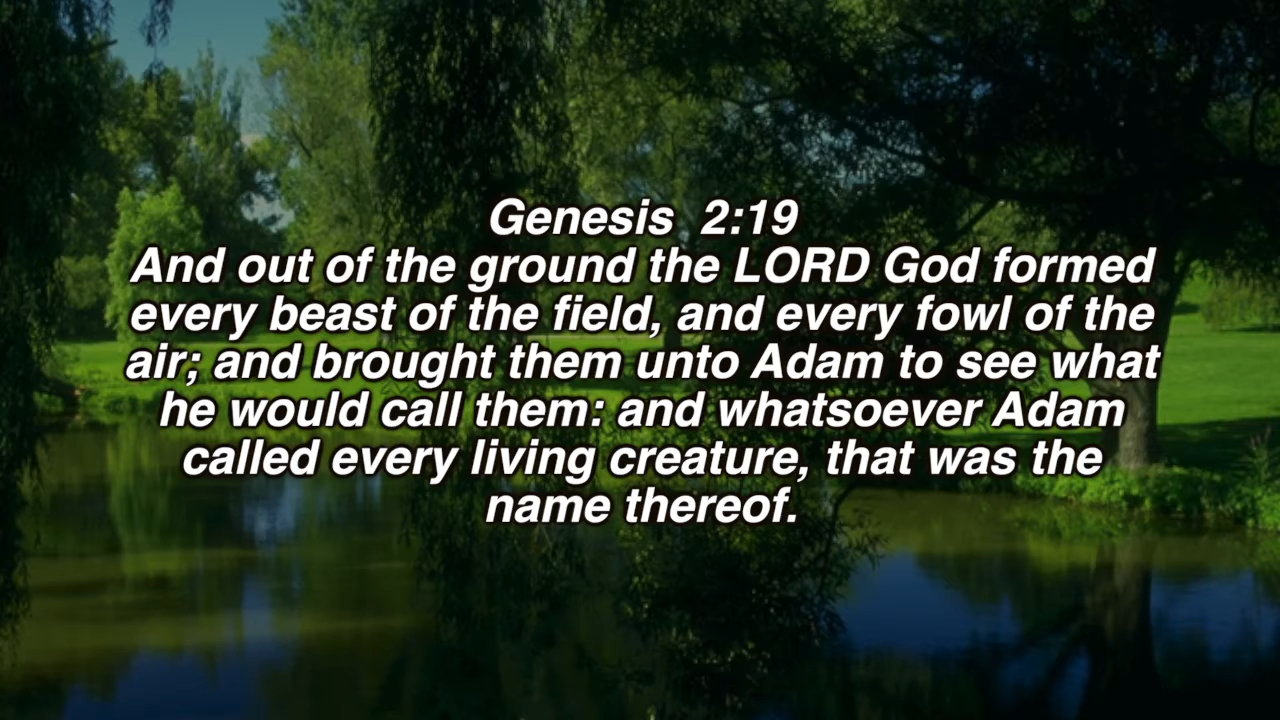 Genesis  2:19
And out of the ground the LORD God formed
every beast of the field, and every fowl of the
air; and brought them unto Adam to see what
he would call them: and whatsoever Adam
called every living creature, that was the
name thereof.